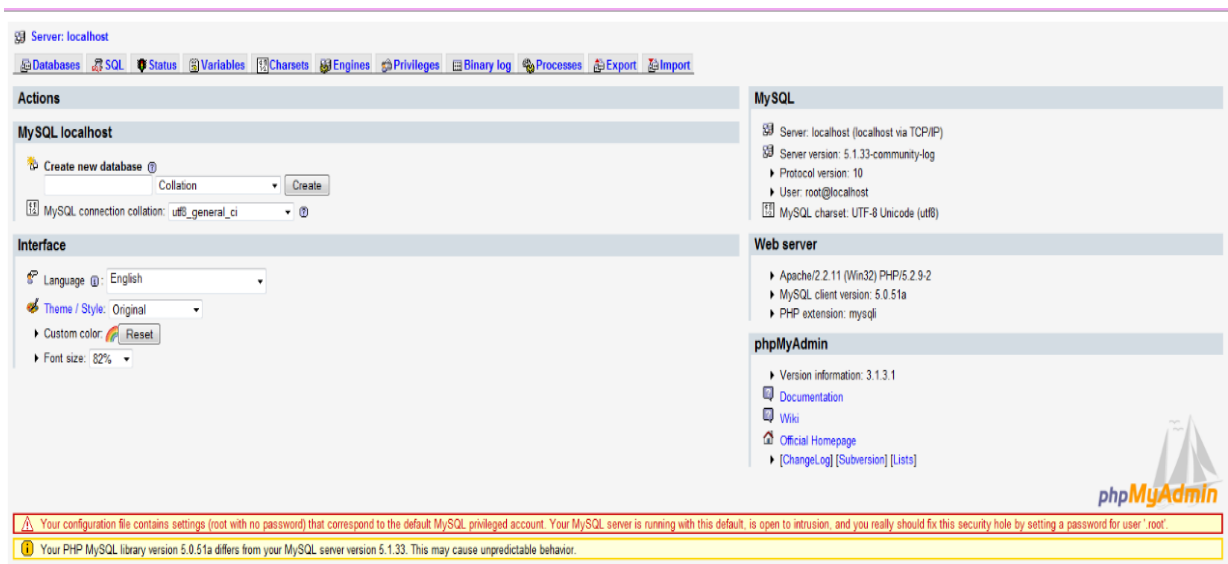 Server: localhost
Databases SQL Status Variables Charsets Engines Privileges Binary log Processes Export Import
Actions
MySQL localhost
Create new database
Collation Create
MySQL connection collation: utf8_general_ci
Interface
Language : English
Theme / Style: Original
Custom color: Reset
Font size: 82%
MySQL
Server: localhost (localhost via TCP/IP)
Server version: 5.1.33-community-log
Protocol version: 10
User: root@localhost
MySQL charset: UTF-8 Unicode (utf8)
Web server
Apache/2.2.11 (Win32) PHP/5.2.9-2
MySQL client version: 5.0.51a
PHP extension: mysqli
phpMyAdmin
Version information: 3.1.3.1
Documentation
Wiki
Official Homepage
[ChangeLog] [Subversion] [Lists]
phpMyAdmin
Your configuration file contains settings (root with no password) that correspond to the default MySQL privileged account. Your MySQL server is running with this default, is open to intrusion, and you really should fix this security hole by setting a password for user '.root'.
Your PHP MySQL library version 5.0.51a differs from your MySQL server version 5.1.33. This may cause unpredictable behavior.